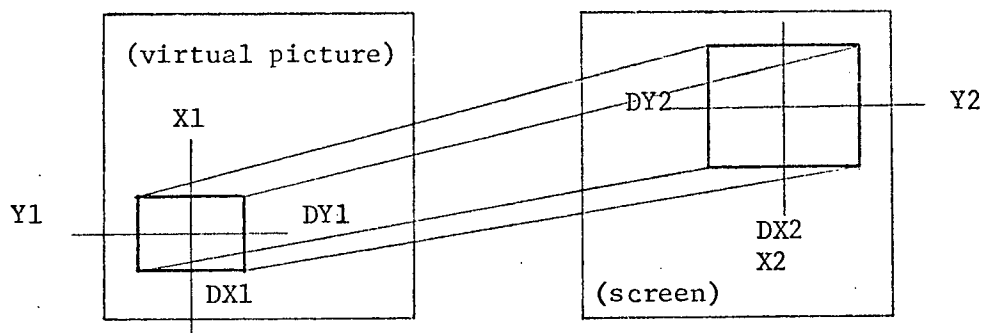 (virtual picture)
X1
Y1
DY1
DX1
DY2
Y2
DX2
X2
(screen)